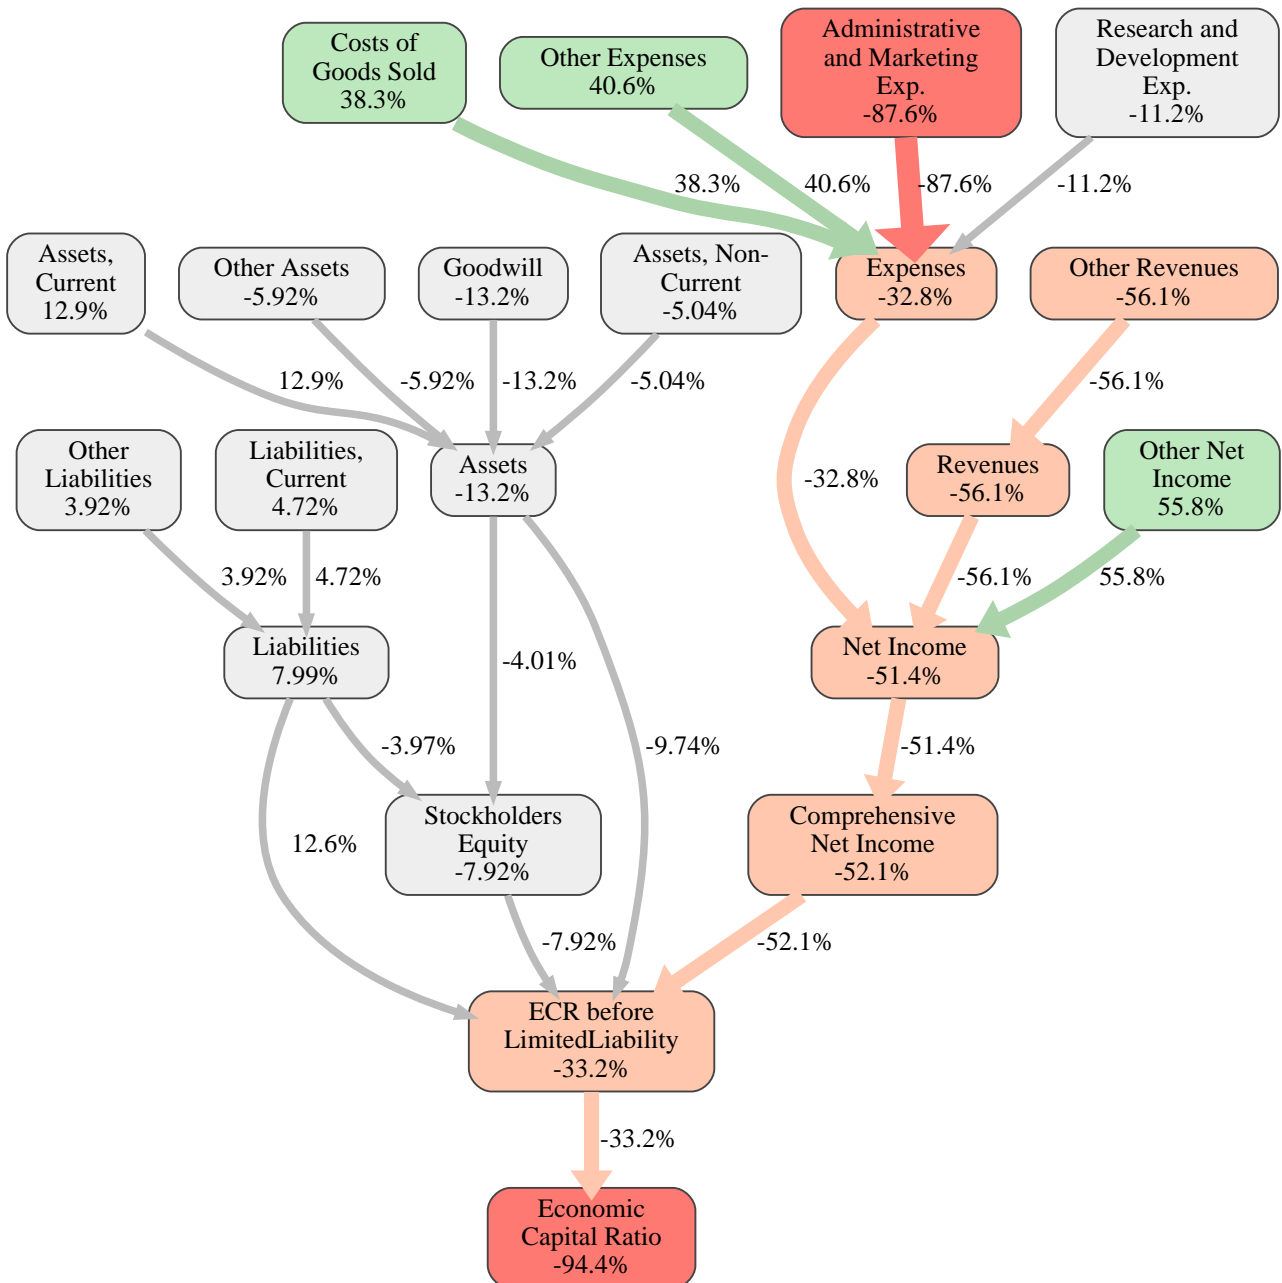 Costs of
Goods Sold
38.3%
Other Expenses
40.6%
Administrative
and Marketing
Exp.
-87.6%
Research and
Development
Exp.
-11.2%
38.3%
40.6%
-87.6%
-11.2%
Assets,
Current
12.9%
Other Assets
-5.92%
Goodwill
-13.2%
Assets, Non-
Current
-5.04%
Expenses
-32.8%
Other Revenues
-56.1%
12.9%
-5.92%
-13.2%
-5.04%
-56.1%
Other
Liabilities
3.92%
Liabilities,
Current
4.72%
Assets
-13.2%
-32.8%
Revenues
-56.1%
Other Net
Income
55.8%
3.92%
4.72%
-56.1%
55.8%
Liabilities
7.99%
-4.01%
Net Income
-51.4%
-3.97%
-9.74%
-51.4%
12.6%
Stockholders
Equity
-7.92%
Comprehensive
Net Income
-52.1%
-7.92%
-52.1%
ECR before
LimitedLiability
-33.2%
-33.2%
Economic
Capital Ratio
-94.4%